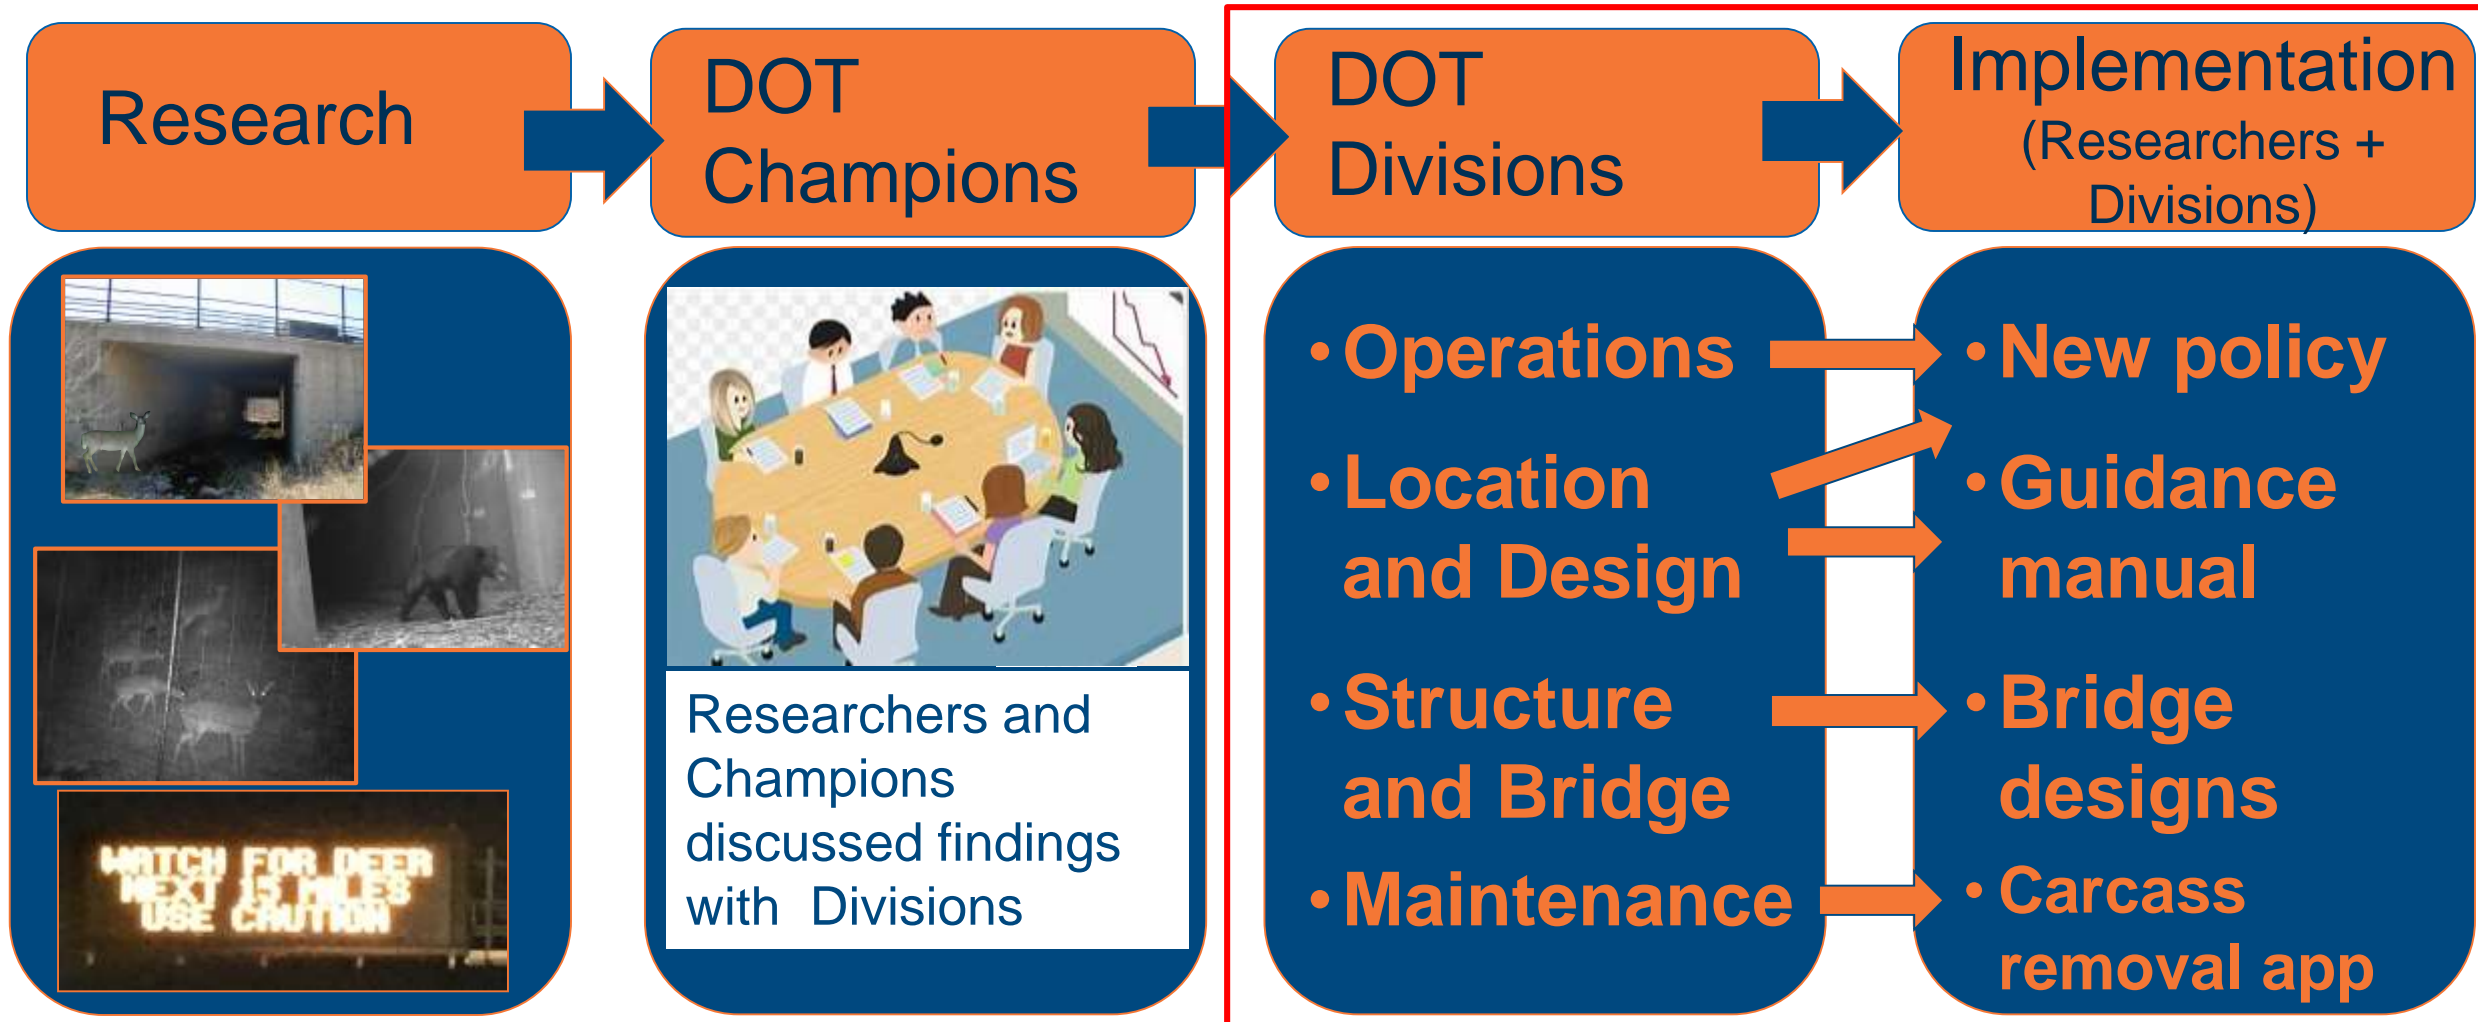 Research
DOT
Champions
DOT
Divisions
Implementation
(Researchers +
Divisions)
WATCH FOR DEER
NEXT 15 MILES
USE CAUTION
Researchers and
Champions
discussed findings
with  Divisions
• Operations
• Location
and Design
• Structure
and Bridge
• Maintenance
• New policy
• Guidance
manual
• Bridge
designs
• Carcass
removal app